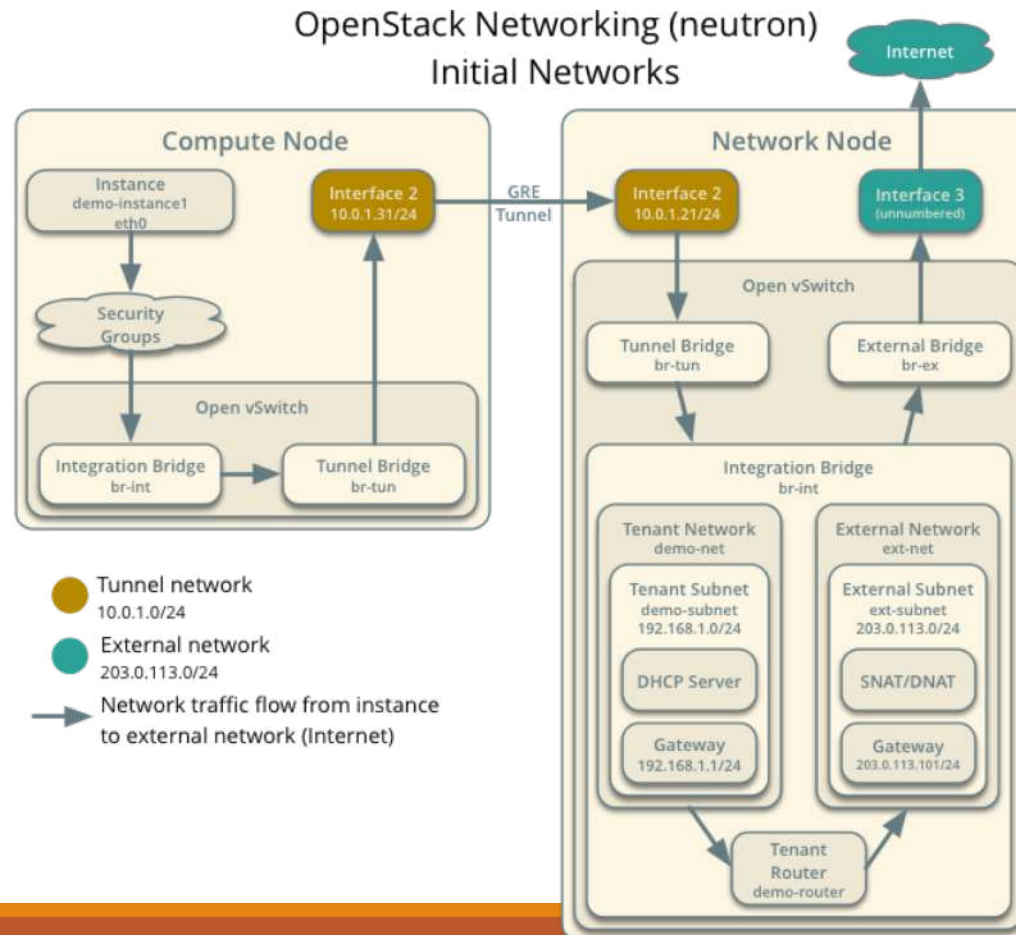 OpenStack Networking (neutron)
Initial Networks
Internet
Compute Node
Instance
demo-instance1
eth0
Interface 2
10.0.1.31/24
Security
Groups
Open vSwitch
Integration Bridge
br-int
Tunnel Bridge
br-tun
GRE
Tunnel
Network Node
Interface 2
10.0.1.21/24
Interface 3
(unnumbered)
Open vSwitch
Tunnel Bridge
br-tun
External Bridge
br-ex
Integration Bridge
br-int
Tenant Network
demo-net
Tenant Subnet
demo-subnet
192.168.1.0/24
DHCP Server
Gateway
192.168.1.1/24
External Network
ext-net
External Subnet
ext-subnet
203.0.113.0/24
SNAT/DNAT
Gateway
203.0.113.101/24
Tenant
Router
demo-router
Tunnel network
10.0.1.0/24
External network
203.0.113.0/24
Network traffic flow from instance
to external network (Internet)